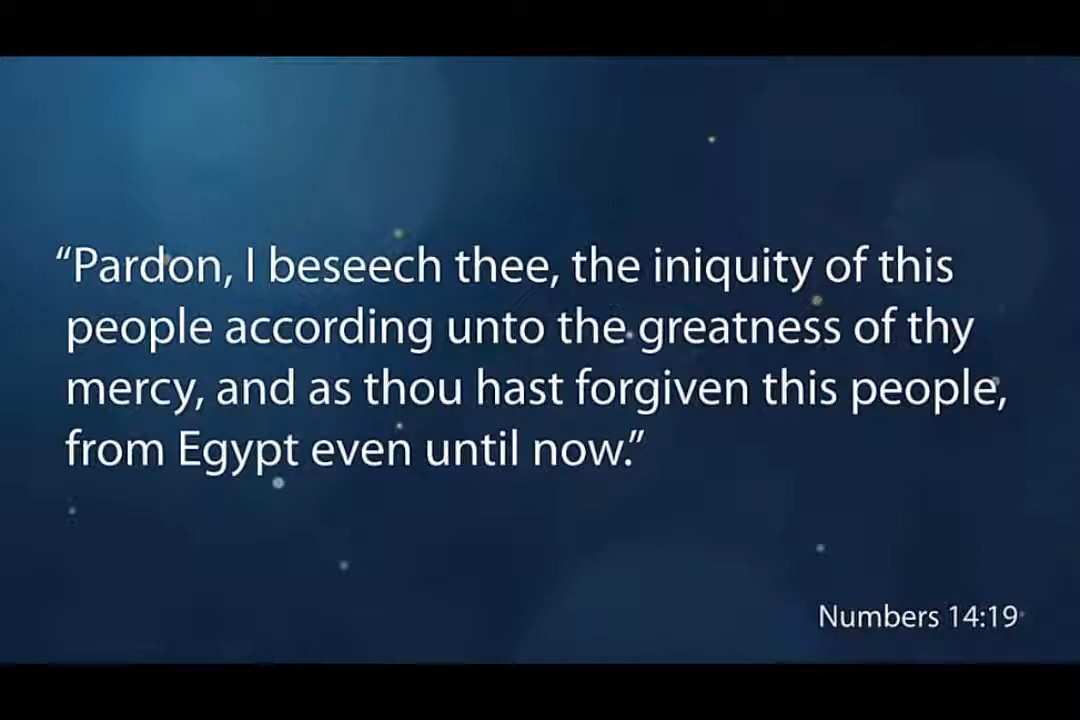 “Pardon, I beseech thee, the iniquity of this
people according unto the greatness of thy
mercy, and as thou hast forgiven this people,
from Egypt even until now.”
Numbers 14:19